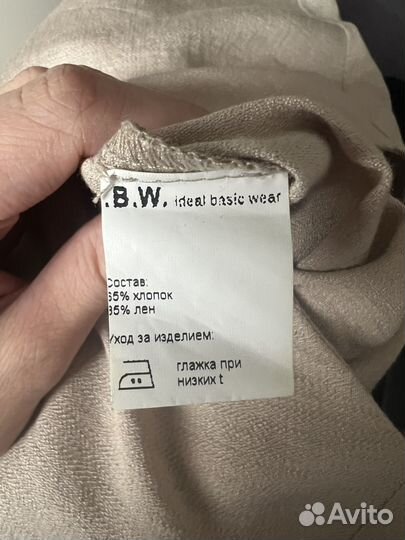 .B.W. ideal basic wear
Состав:
65% хлопок
35% лен
Уход за изделием:
глажка при
низких t
Avito